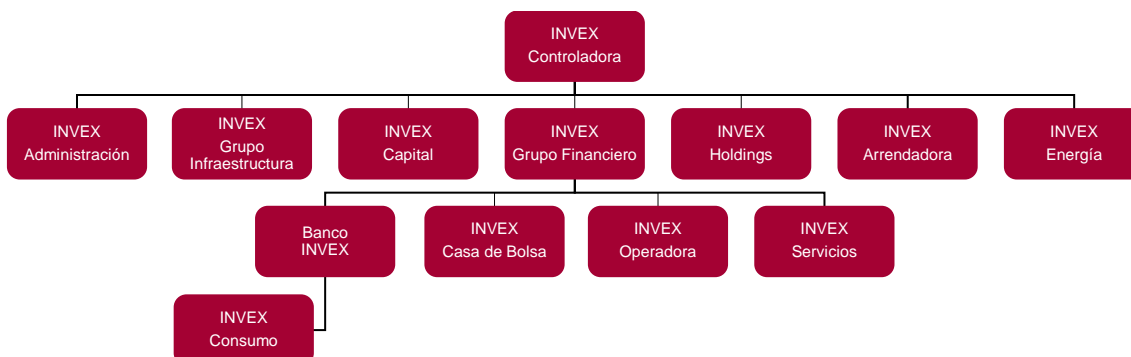 INVEX
Controladora
INVEX
Administración
INVEX
Grupo
Infraestructura
INVEX
Capital
INVEX
Grupo Financiero
INVEX
Holdings
INVEX
Arrendadora
INVEX
Energía
Banco
INVEX
INVEX
Casa de Bolsa
INVEX
Operadora
INVEX
Servicios
INVEX
Consumo